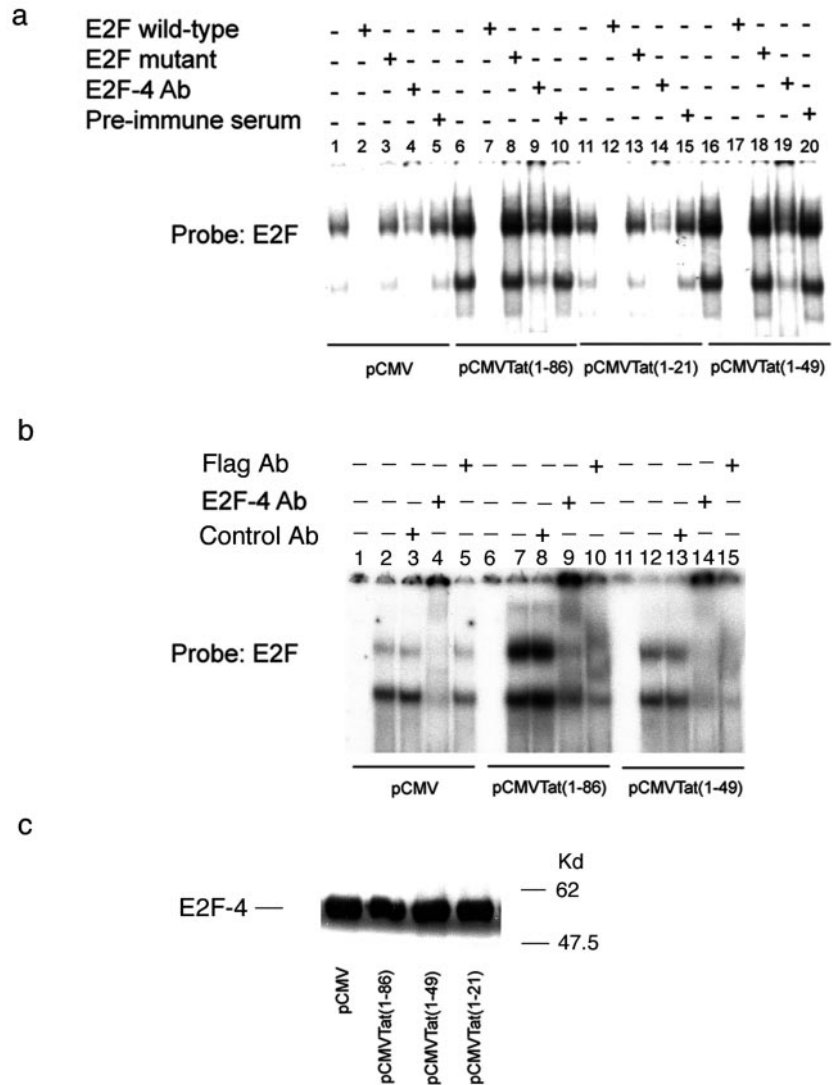 a
E2F wild-type - + - - - - + - - - - + - - - - + - - -
E2F mutant - - + - - - - + - - - - + - - - - + - -
E2F-4 Ab - - - + - - - - + - - - - + - - - - + -
Pre-immune serum - - - - + - - - - + - - - - + - - - - +
1 2 3 4 5 6 7 8 9 10 11 12 13 14 15 16 17 18 19 20
Probe: E2F
pCMV pCMVTat(1-86) pCMVTat(1-21) pCMVTat(1-49)
b
Flag Ab – – – – + – – – – + – – – – +
E2F-4 Ab – – – + – – – – + – – – – + –
Control Ab – – + – – – – + – – – – + – –
1 2 3 4 5 6 7 8 9 10 11 12 13 14 15
Probe: E2F
pCMV pCMVTat(1-86) pCMVTat(1-49)
c
Kd
62
E2F-4
47.5
pCMV
pCMVTat(1-86)
pCMVTat(1-49)
pCMVTat(1-21)